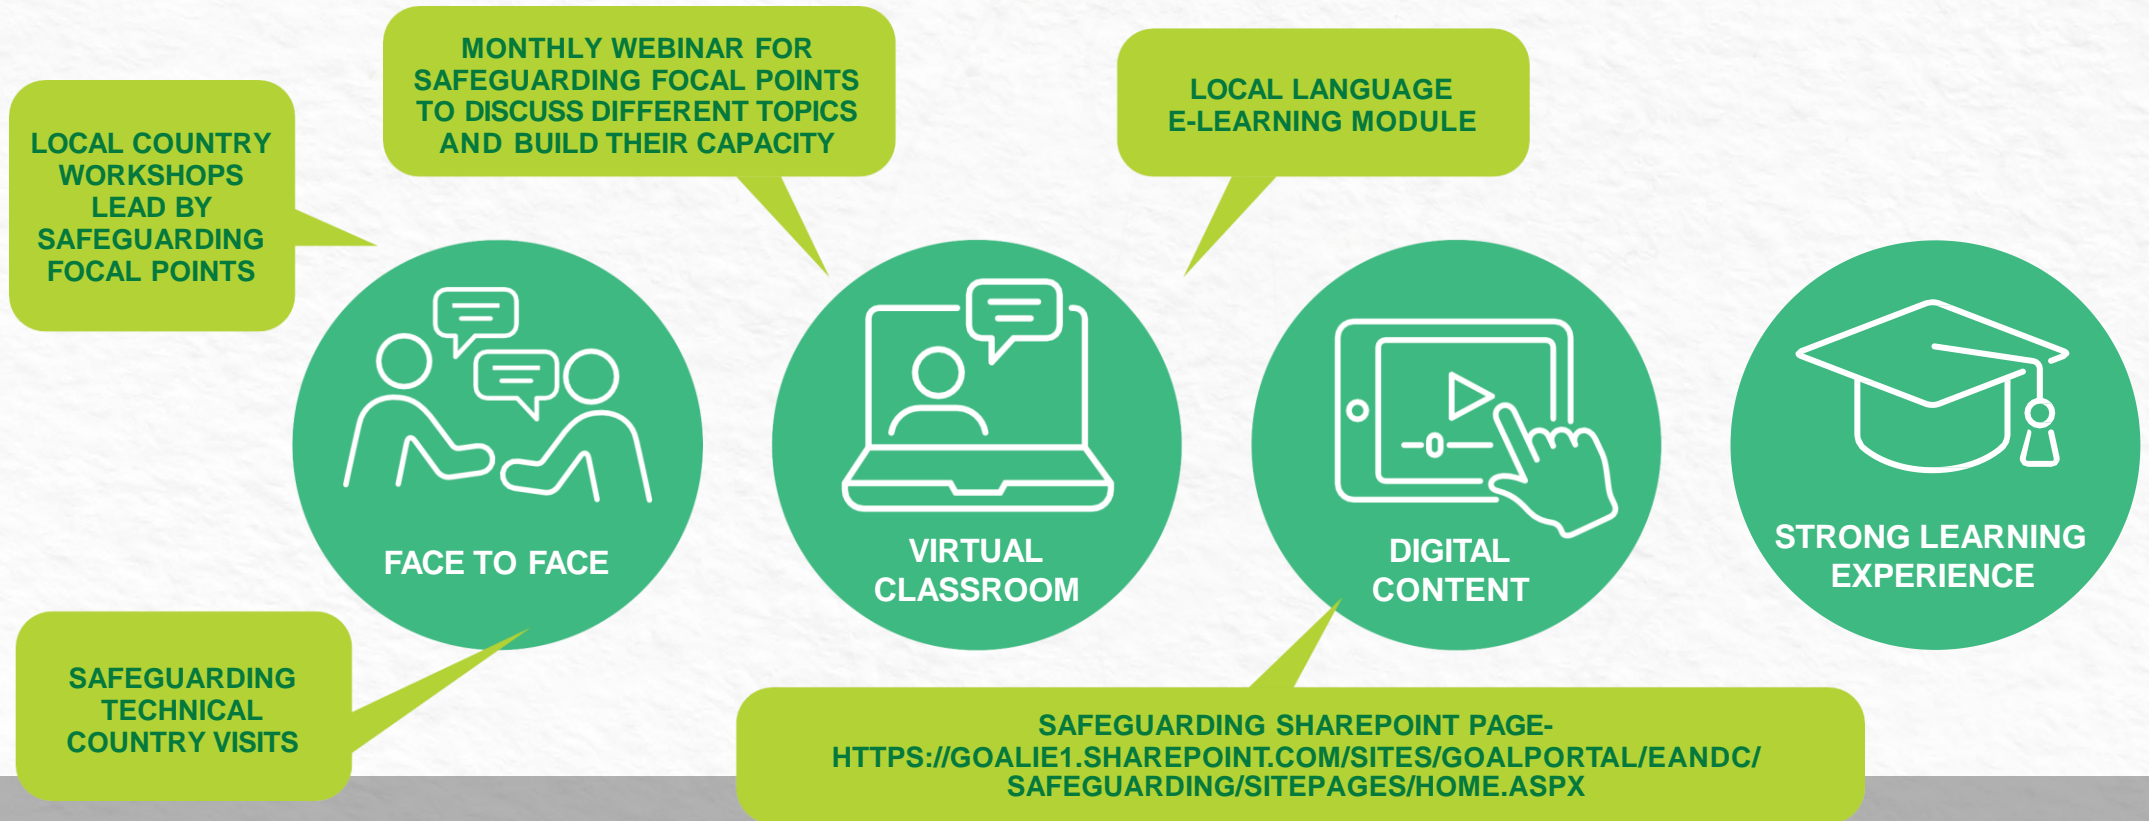 LOCAL COUNTRY
WORKSHOPS
LEAD BY
SAFEGUARDING
FOCAL POINTS
MONTHLY WEBINAR FOR
SAFEGUARDING FOCAL POINTS
TO DISCUSS DIFFERENT TOPICS
AND BUILD THEIR CAPACITY
LOCAL LANGUAGE
E-LEARNING MODULE
FACE TO FACE
VIRTUAL
CLASSROOM
DIGITAL
CONTENT
STRONG LEARNING
EXPERIENCE
SAFEGUARDING
TECHNICAL
COUNTRY VISITS
SAFEGUARDING SHAREPOINT PAGE-
HTTPS://GOALIE1.SHAREPOINT.COM/SITES/GOALPORTAL/EANDC/
SAFEGUARDING/SITEPAGES/HOME.ASPX